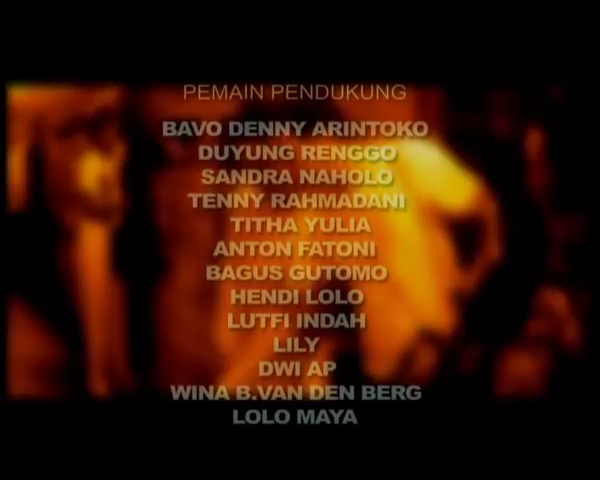 PEMAIN PENDUKUNG
BAVO DENNY ARINTOKO
DUYUNG RENGGO
SANDRA NAHOLO
TENNY RAHMADANI
TITHA YULIA
ANTON FATONI
BAGUS GUTOMO
HENDI LOLO
LUTFI INDAH
LILY
DWI AP
WINA B.VAN DEN BERG
LOLO MAYA